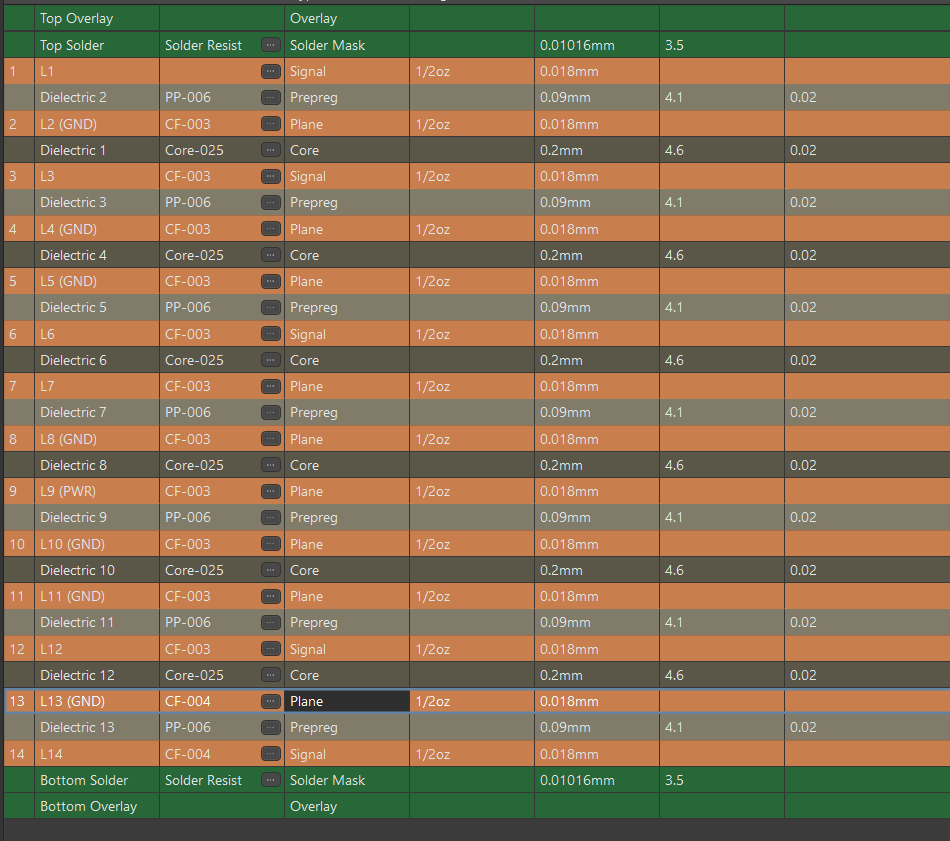 Top Overlay Overlay
Top Solder Solder Resist ... Solder Mask 0.01016mm 3.5
1 L1 ... Signal 1/2oz 0.018mm
Dielectric 2 PP-006 ... Prepreg 0.09mm 4.1 0.02
2 L2 (GND) CF-003 ... Plane 1/2oz 0.018mm
Dielectric 1 Core-025 ... Core 0.2mm 4.6 0.02
3 L3 CF-003 ... Signal 1/2oz 0.018mm
Dielectric 3 PP-006 ... Prepreg 0.09mm 4.1 0.02
4 L4 (GND) CF-003 ... Plane 1/2oz 0.018mm
Dielectric 4 Core-025 ... Core 0.2mm 4.6 0.02
5 L5 (GND) CF-003 ... Plane 1/2oz 0.018mm
Dielectric 5 PP-006 ... Prepreg 0.09mm 4.1 0.02
6 L6 CF-003 ... Signal 1/2oz 0.018mm
Dielectric 6 Core-025 ... Core 0.2mm 4.6 0.02
7 L7 CF-003 ... Plane 1/2oz 0.018mm
Dielectric 7 PP-006 ... Prepreg 0.09mm 4.1 0.02
8 L8 (GND) CF-003 ... Plane 1/2oz 0.018mm
Dielectric 8 Core-025 ... Core 0.2mm 4.6 0.02
9 L9 (PWR) CF-003 ... Plane 1/2oz 0.018mm
Dielectric 9 PP-006 ... Prepreg 0.09mm 4.1 0.02
10 L10 (GND) CF-003 ... Plane 1/2oz 0.018mm
Dielectric 10 Core-025 ... Core 0.2mm 4.6 0.02
11 L11 (GND) CF-003 ... Plane 1/2oz 0.018mm
Dielectric 11 PP-006 ... Prepreg 0.09mm 4.1 0.02
12 L12 CF-003 ... Signal 1/2oz 0.018mm
Dielectric 12 Core-025 ... Core 0.2mm 4.6 0.02
13 L13 (GND) CF-004 ... Plane 1/2oz 0.018mm
Dielectric 13 PP-006 ... Prepreg 0.09mm 4.1 0.02
14 L14 CF-004 ... Signal 1/2oz 0.018mm
Bottom Solder Solder Resist ... Solder Mask 0.01016mm 3.5
Bottom Overlay Overlay